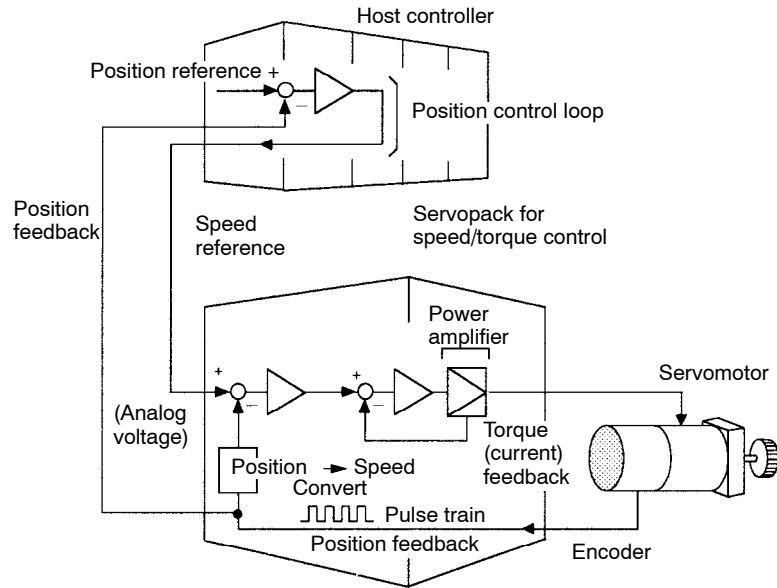 Host controller
Position reference +
−
Position control loop
Position
feedback
Speed
reference
Servopack for
speed/torque control
Power
amplifier
+
−
+
−
Servomotor
(Analog
voltage)
Torque
(current)
feedback
Position → Speed
Convert
Pulse train
Position feedback
Encoder